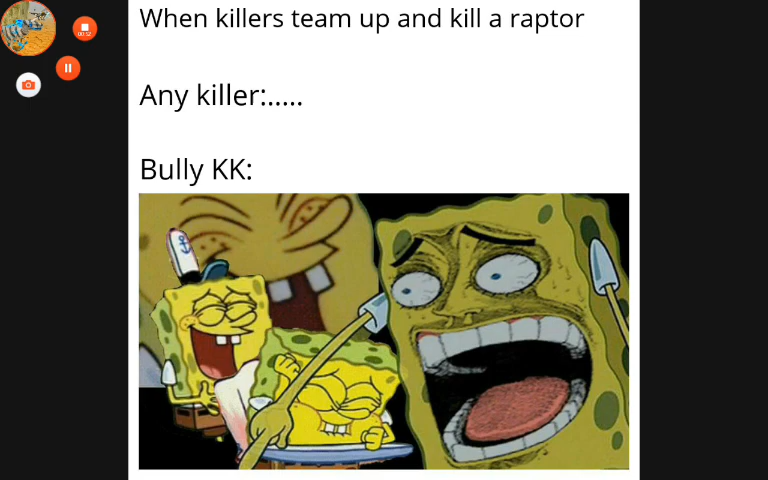 When killers team up and kill a raptor
Any killer:.....
Bully KK: